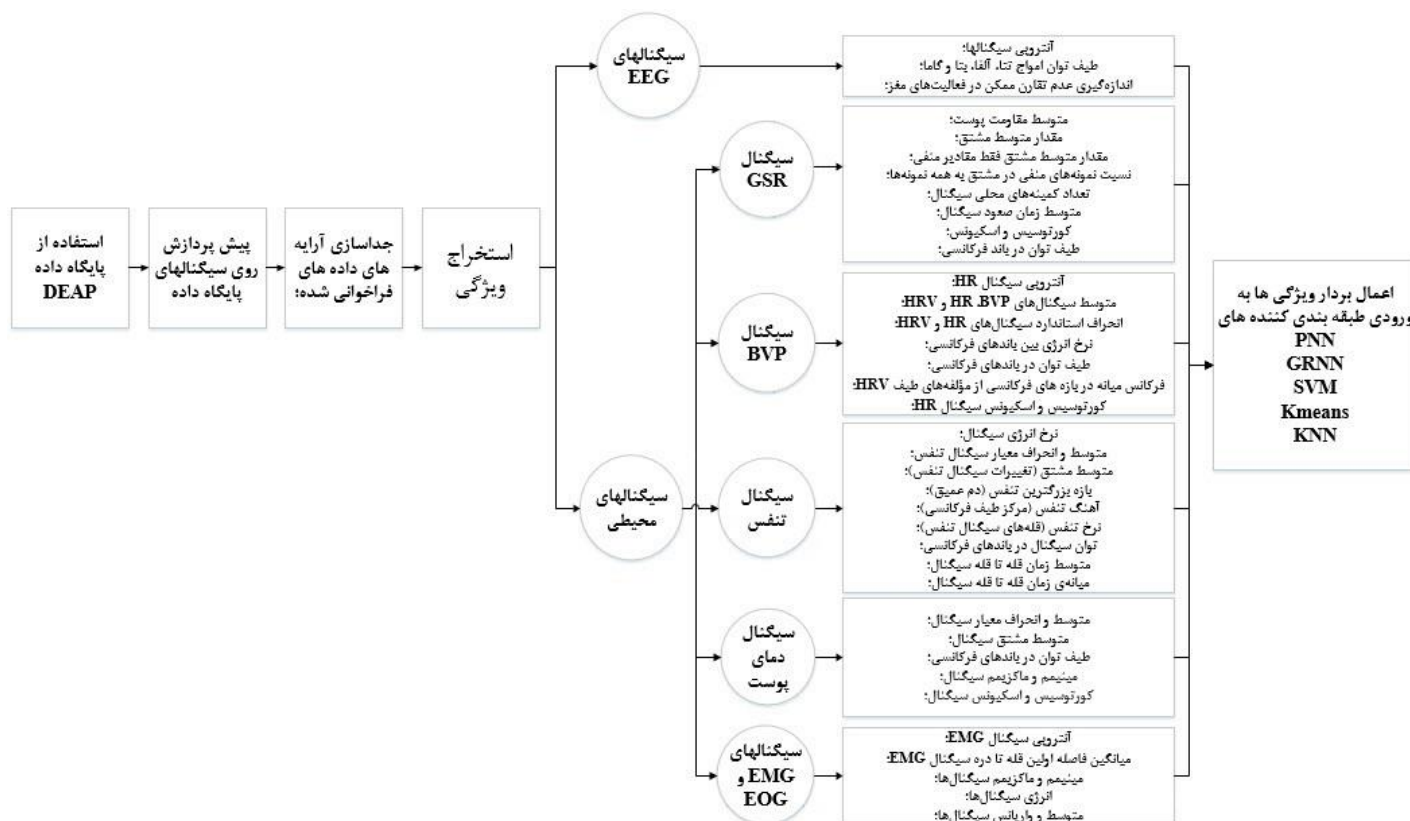 استفاده از
پایگاه داده
DEAP
پیش پردازش
روی سیگنالهای
پایگاه داده
جداسازی آرایه
های داده های
فراخوانی شده؛
استخراج
ویژگی
سیگنالهای
EEG
آنتروپی سیگنالها؛
طیف توان امواج تتا، آلفا، بتا و گاما؛
اندازه‌گیری عدم تقارن ممکن در فعالیت‌های مغز؛
سیگنالهای
محیطی
سیگنال
GSR
متوسط مقاومت پوست؛
مقدار متوسط مشتق؛
مقدار متوسط مشتق فقط مقادیر منفی؛
نسبت نمونه‌های منفی در مشتق به همه نمونه‌ها؛
تعداد کمینه‌های محلی سیگنال؛
متوسط زمان صعود سیگنال؛
کورتوسیس و اسکیونس؛
طیف توان در باند فرکانسی؛
سیگنال
BVP
آنتروپی سیگنال HR؛
متوسط سیگنال‌های HR ،BVP و HRV؛
انحراف استاندارد سیگنال‌های HR و HRV؛
نرخ انرژی بین باندهای فرکانسی؛
طیف توان در باندهای فرکانسی؛
فرکانس میانه در بازه های فرکانسی از مؤلفه‌های طیف HRV؛
کورتوسیس و اسکیونس سیگنال HR؛
سیگنال
تنفس
نرخ انرژی سیگنال؛
متوسط و انحراف معیار سیگنال تنفس؛
متوسط مشتق (تغییرات سیگنال تنفس)؛
بازه بزرگترین تنفس (دم عمیق)؛
آهنگ تنفس (مرکز طیف فرکانسی)؛
نرخ تنفس (قله‌های سیگنال تنفس)؛
توان سیگنال در باندهای فرکانسی؛
متوسط زمان قله تا قله سیگنال؛
میانه‌ی زمان قله تا قله سیگنال؛
سیگنال
دمای
پوست
متوسط و انحراف معیار سیگنال؛
متوسط مشتق سیگنال؛
طیف توان در باندهای فرکانسی؛
مینیمم و ماکزیمم سیگنال؛
کورتوسیس و اسکیونس سیگنال؛
سیگنالهای
EMG و
EOG
آنتروپی سیگنال EMG؛
میانگین فاصله اولین قله تا دره سیگنال EMG؛
مینیمم و ماکزیمم سیگنال‌ها؛
انرژی سیگنال‌ها؛
متوسط و واریانس سیگنال‌ها؛
اعمال بردار ویژگی ها به
ورودی طبقه بندی کننده های
PNN
GRNN
SVM
Kmeans
KNN